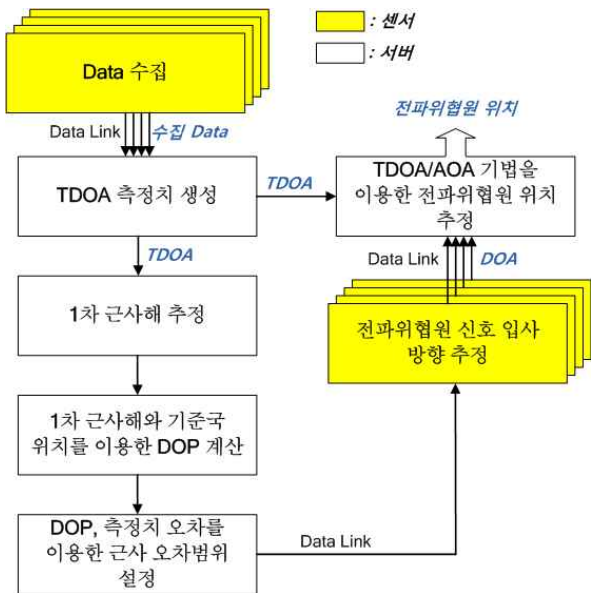 : 센서
: 서버
Data 수집
Data Link
수집 Data
TDOA 측정치 생성
TDOA
TDOA
1차 근사해 추정
1차 근사해와 기준국
위치를 이용한 DOP 계산
DOP, 측정치 오차를
이용한 근사 오차범위
설정
Data Link
전파위협원 신호 입사
방향 추정
Data Link
DOA
TDOA/AOA 기법을
이용한 전파위협원 위치
추정
전파위협원 위치